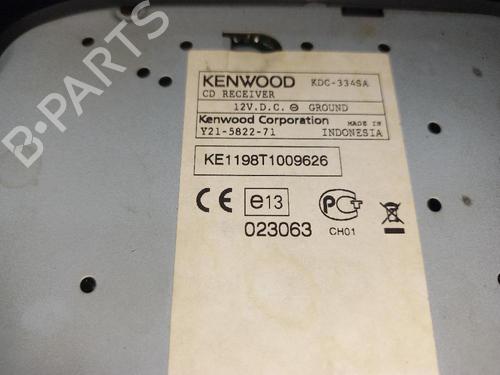 B-PARTS
KENWOOD KDC-334SA
CD RECEIVER
12V.D.C. ⊖ GROUND
Kenwood Corporation MADE IN
Y21-5822-71 INDONESIA
KE1198T1009626
CE e13 PCT
023063 CH01